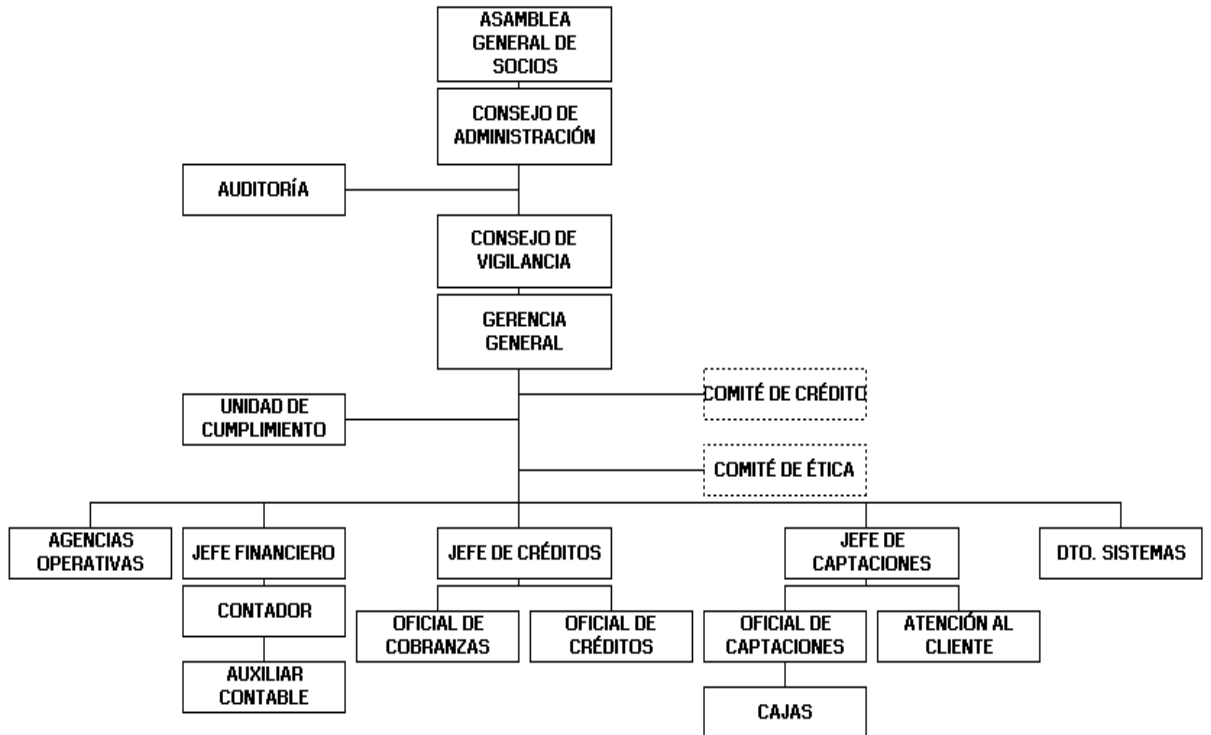 ASAMBLEA
GENERAL DE
SOCIOS
CONSEJO DE
ADMINISTRACIÓN
AUDITORÍA
CONSEJO DE
VIGILANCIA
GERENCIA
GENERAL
COMITÉ DE CRÉDITO
UNIDAD DE
CUMPLIMIENTO
COMITÉ DE ÉTICA
AGENCIAS
OPERATIVAS
JEFE FINANCIERO
JEFE DE CRÉDITOS
JEFE DE
CAPTACIONES
DTO. SISTEMAS
CONTADOR
OFICIAL DE
COBRANZAS
OFICIAL DE
CRÉDITOS
OFICIAL DE
CAPTACIONES
ATENCIÓN AL
CLIENTE
AUXILIAR
CONTABLE
CAJAS